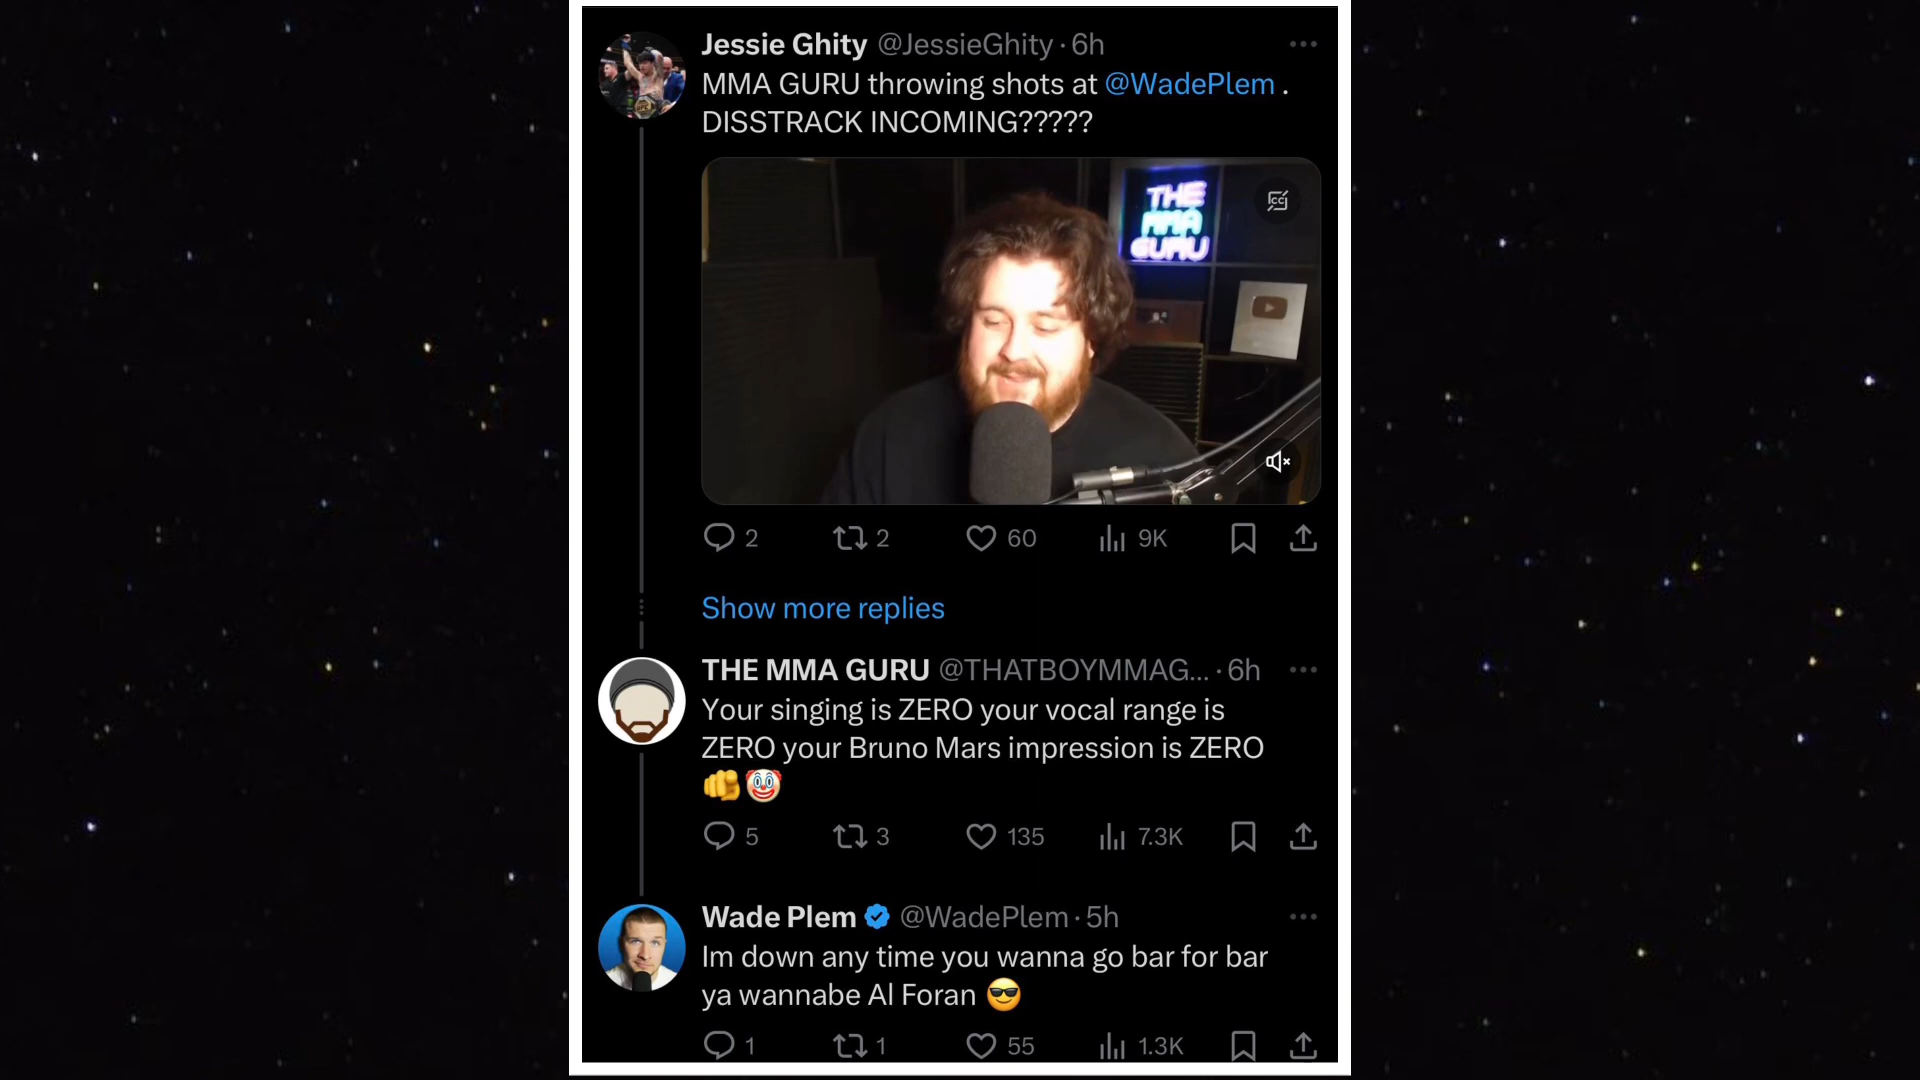 Jessie Ghity @JessieGhity · 6h
MMA GURU throwing shots at @WadePlem .
DISSTRACK INCOMING?????
THE
MMA
GURU
2 2 60 9K
Show more replies
THE MMA GURU @THATBOYMMAG... · 6h
Your singing is ZERO your vocal range is
ZERO your Bruno Mars impression is ZERO
🫵🤡
5 3 135 7.3K
Wade Plem @WadePlem · 5h
Im down any time you wanna go bar for bar
ya wannabe Al Foran 😎
1 1 55 1.3K